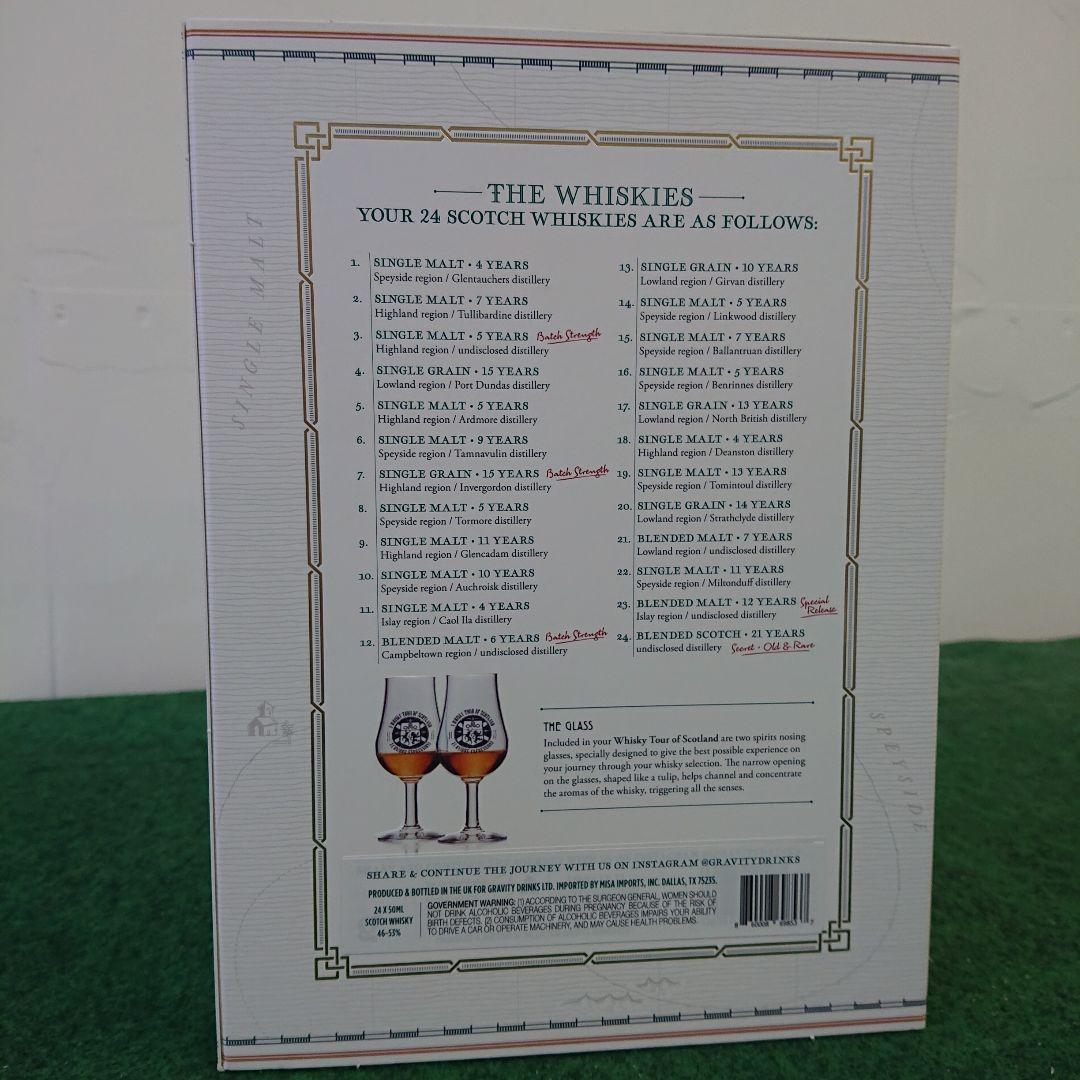 THE WHISKIES
YOUR 24 SCOTCH WHISKIES ARE AS FOLLOWS:
1. SINGLE MALT • 4 YEARS
Speyside region / Glentauchers distillery
2. SINGLE MALT • 7 YEARS
Highland region / Tullibardine distillery
3. SINGLE MALT • 5 YEARS Batch Strength
Highland region / undisclosed distillery
4. SINGLE GRAIN • 15 YEARS
Lowland region / Port Dundas distillery
5. SINGLE MALT • 5 YEARS
Highland region / Ardmore distillery
6. SINGLE MALT • 9 YEARS
Speyside region / Tamnavulin distillery
7. SINGLE GRAIN • 15 YEARS Batch Strength
Highland region / Invergordon distillery
8. SINGLE MALT • 5 YEARS
Speyside region / Tormore distillery
9. SINGLE MALT • 11 YEARS
Highland region / Glencadam distillery
10. SINGLE MALT • 10 YEARS
Speyside region / Auchroisk distillery
11. SINGLE MALT • 4 YEARS
Islay region / Caol Ila distillery
12. BLENDED MALT • 6 YEARS Batch Strength
Campbeltown region / undisclosed distillery
13. SINGLE GRAIN • 10 YEARS
Lowland region / Girvan distillery
14. SINGLE MALT • 5 YEARS
Speyside region / Linkwood distillery
15. SINGLE MALT • 7 YEARS
Speyside region / Ballantruan distillery
16. SINGLE MALT • 5 YEARS
Speyside region / Benrinnes distillery
17. SINGLE GRAIN • 13 YEARS
Lowland region / North British distillery
18. SINGLE MALT • 4 YEARS
Highland region / Deanston distillery
19. SINGLE MALT • 13 YEARS
Speyside region / Tomintoul distillery
20. SINGLE GRAIN • 14 YEARS
Lowland region / Strathclyde distillery
21. BLENDED MALT • 7 YEARS
Lowland region / undisclosed distillery
22. SINGLE MALT • 11 YEARS
Speyside region / Miltonduff distillery
23. BLENDED MALT • 12 YEARS Special Release
Islay region / undisclosed distillery
24. BLENDED SCOTCH • 21 YEARS
undisclosed distillery Secret • Old & Rare
THE GLASS
Included in your Whisky Tour of Scotland are two spirits nosing
glasses, specially designed to give the best possible experience on
your journey through your whisky selection. The narrow opening
on the glasses, shaped like a tulip, helps channel and concentrate
the aromas of the whisky, triggering all the senses.
SHARE & CONTINUE THE JOURNEY WITH US ON INSTAGRAM @GRAVITYDRINKS
PRODUCED & BOTTLED IN THE UK FOR GRAVITY DRINKS LTD. IMPORTED BY MISA IMPORTS, INC. DALLAS, TX 75235.
24 X 50ML
SCOTCH WHISKY
46-53%
GOVERNMENT WARNING: (1) ACCORDING TO THE SURGEON GENERAL, WOMEN SHOULD
NOT DRINK ALCOHOLIC BEVERAGES DURING PREGNANCY BECAUSE OF THE RISK OF
BIRTH DEFECTS. (2) CONSUMPTION OF ALCOHOLIC BEVERAGES IMPAIRS YOUR ABILITY
TO DRIVE A CAR OR OPERATE MACHINERY, AND MAY CAUSE HEALTH PROBLEMS.
SINGLE MALT
SPEYSIDE